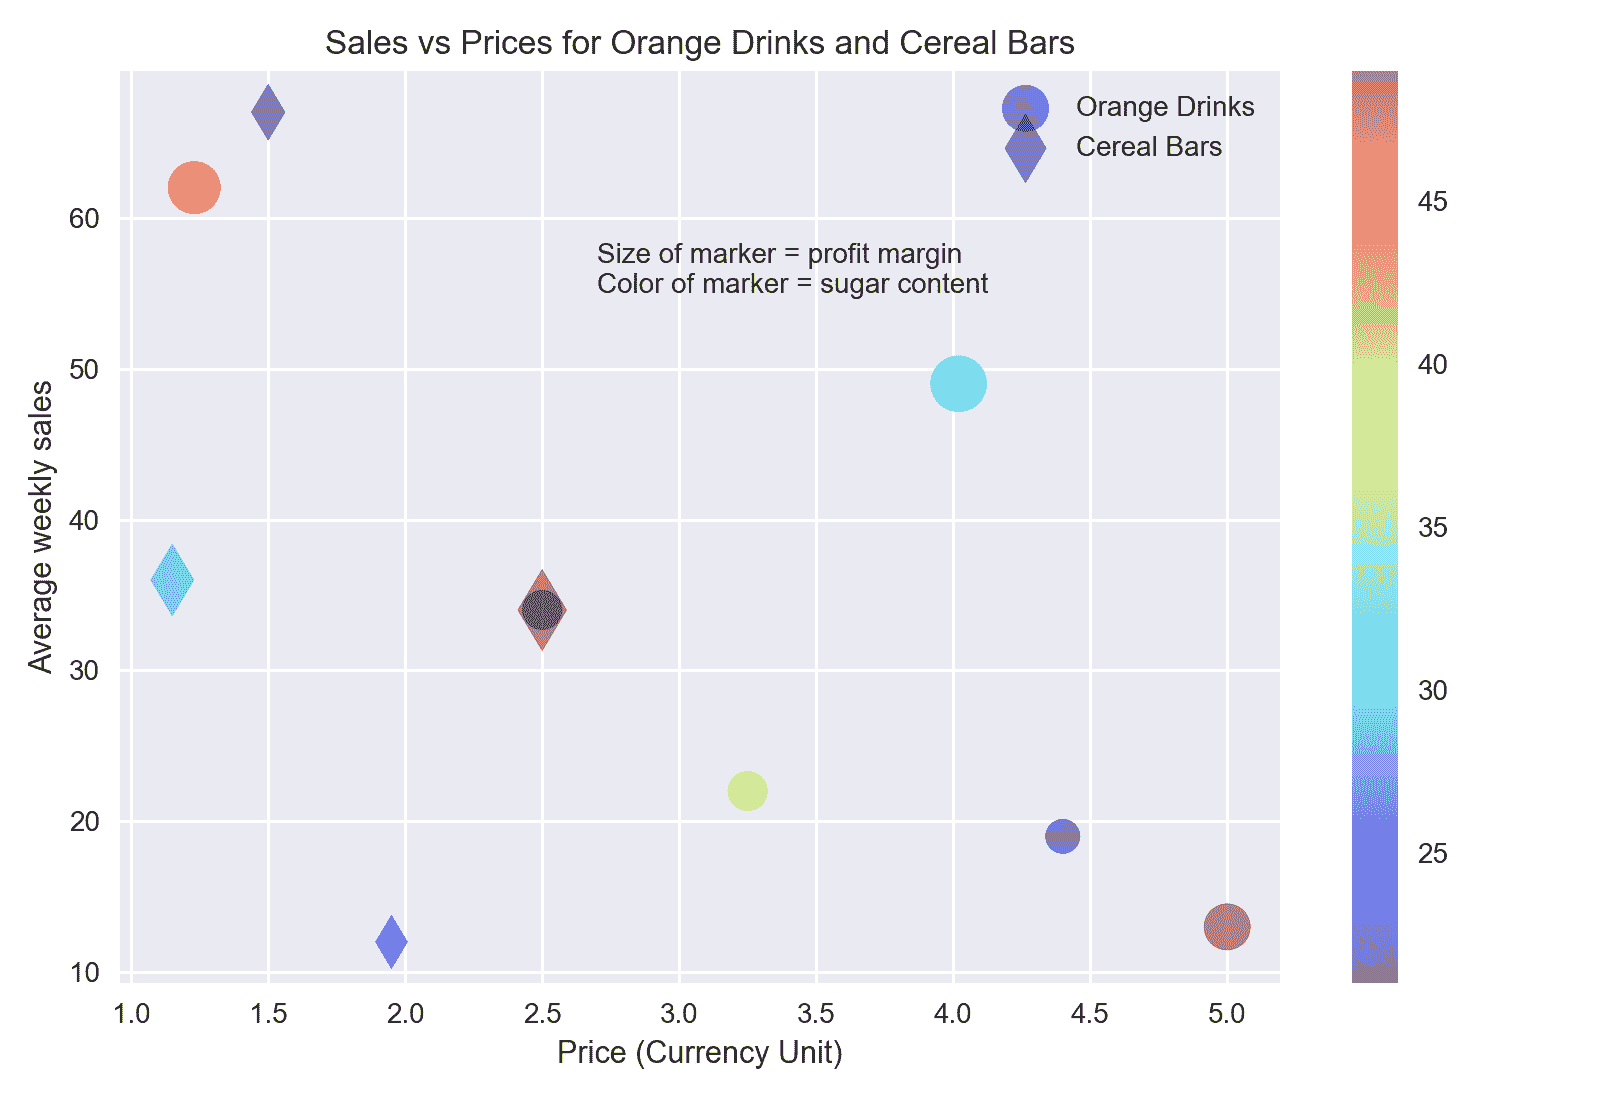 Sales vs Prices for Orange Drinks and Cereal Bars
Orange Drinks
Cereal Bars
Size of marker = profit margin
Color of marker = sugar content
Average weekly sales
60
50
40
30
20
10
1.0 1.5 2.0 2.5 3.0 3.5 4.0 4.5 5.0
Price (Currency Unit)
45
40
35
30
25